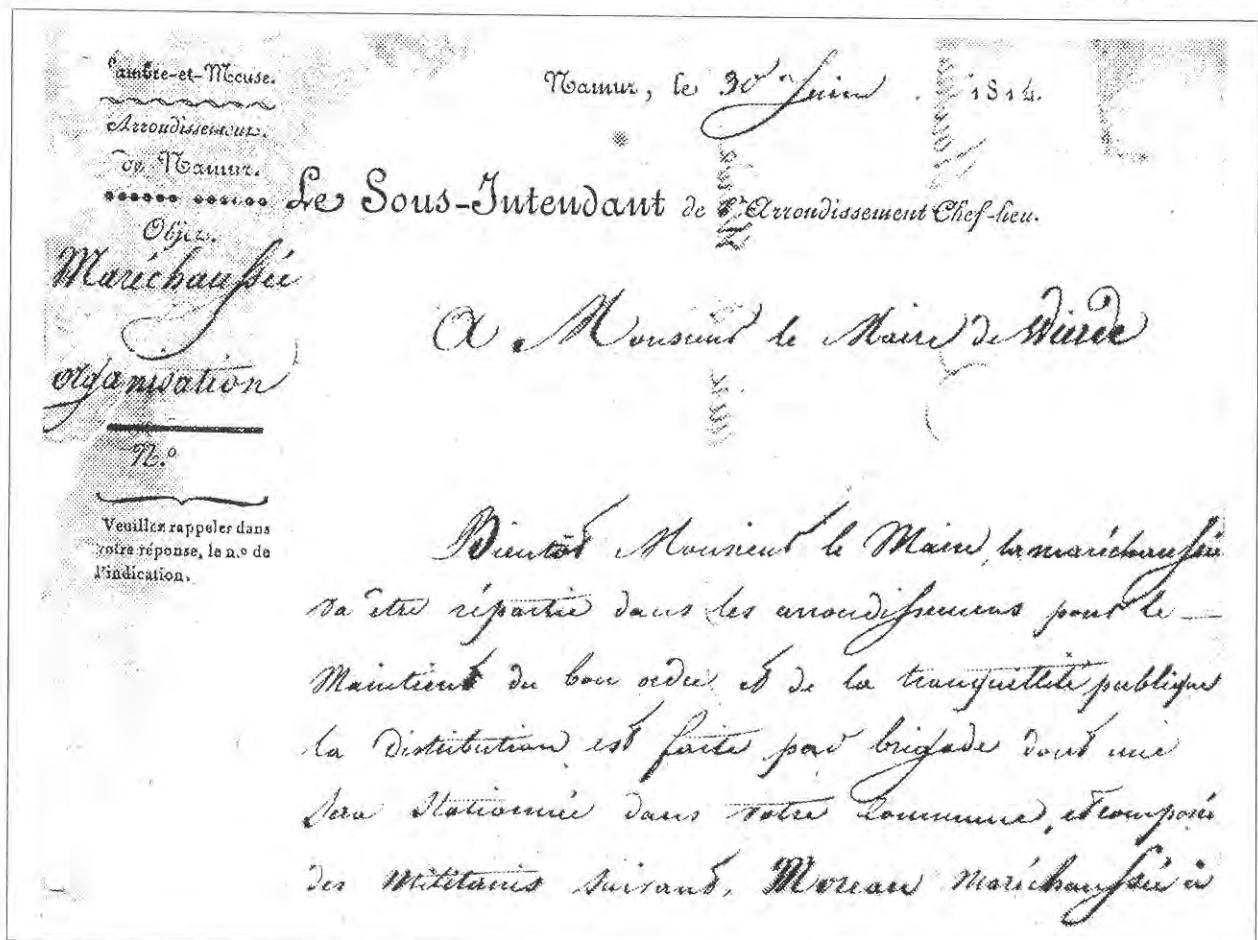 Sambre-et-Meuse.
Arrondissement
de Namur.
Objet.
Maréchaussée
organisation
N.º
Veuillez rappeler dans
votre réponse, le n.º de
l'indication.
Namur, le 30 Juin 1814.
Le Sous-Intendant de l'Arrondissement Chef-lieu.
A Monsieur le Maire de Wierde
Bientôt Monsieur le Maire, la maréchaussée
va être répartie dans les arrondissemens pour le
Maintient du bon ordre et de la tranquillité publique
la distribution est faite par brigade dont une
sera Stationnée dans votre Commune, et composée
des Militaires suivans, Moreau maréchaussée à